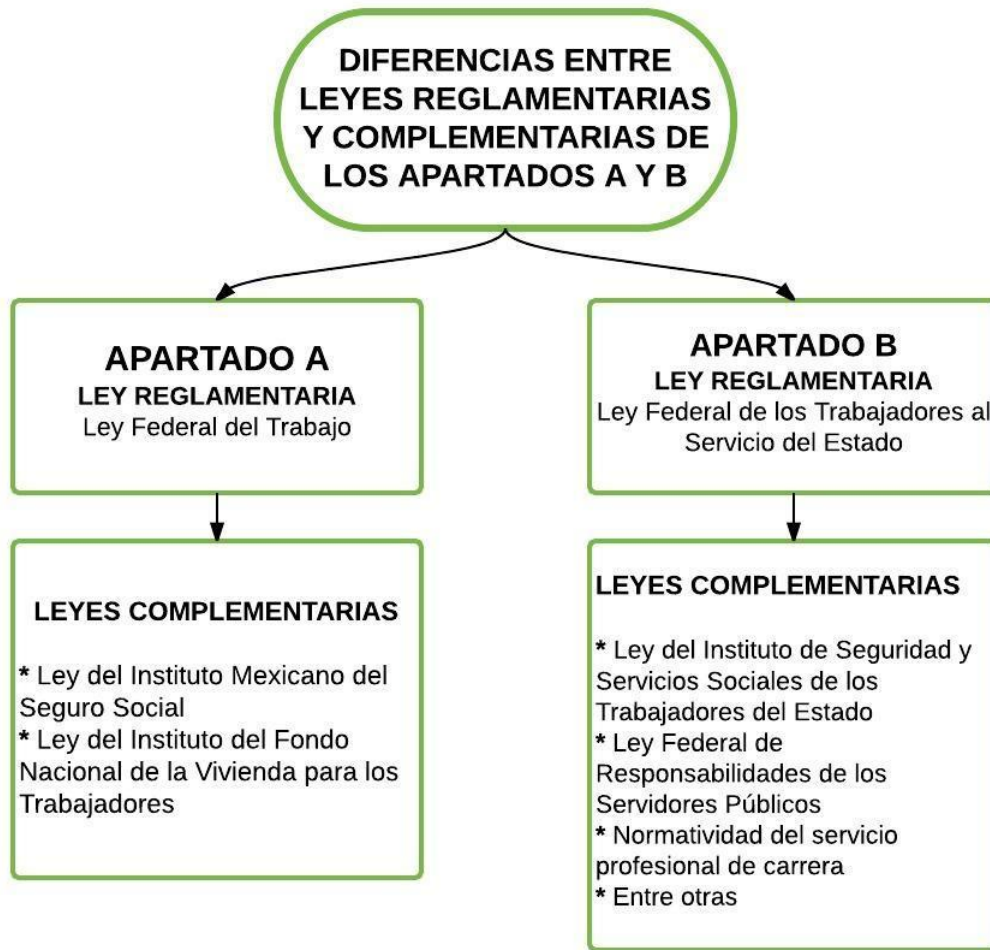 DIFERENCIAS ENTRE
LEYES REGLAMENTARIAS
Y COMPLEMENTARIAS DE
LOS APARTADOS A Y B
APARTADO A
LEY REGLAMENTARIA
Ley Federal del Trabajo
APARTADO B
LEY REGLAMENTARIA
Ley Federal de los Trabajadores al
Servicio del Estado
LEYES COMPLEMENTARIAS
* Ley del Instituto Mexicano del
Seguro Social
* Ley del Instituto del Fondo
Nacional de la Vivienda para los
Trabajadores
LEYES COMPLEMENTARIAS
* Ley del Instituto de Seguridad y
Servicios Sociales de los
Trabajadores del Estado
* Ley Federal de
Responsabilidades de los
Servidores Públicos
* Normatividad del servicio
profesional de carrera
* Entre otras